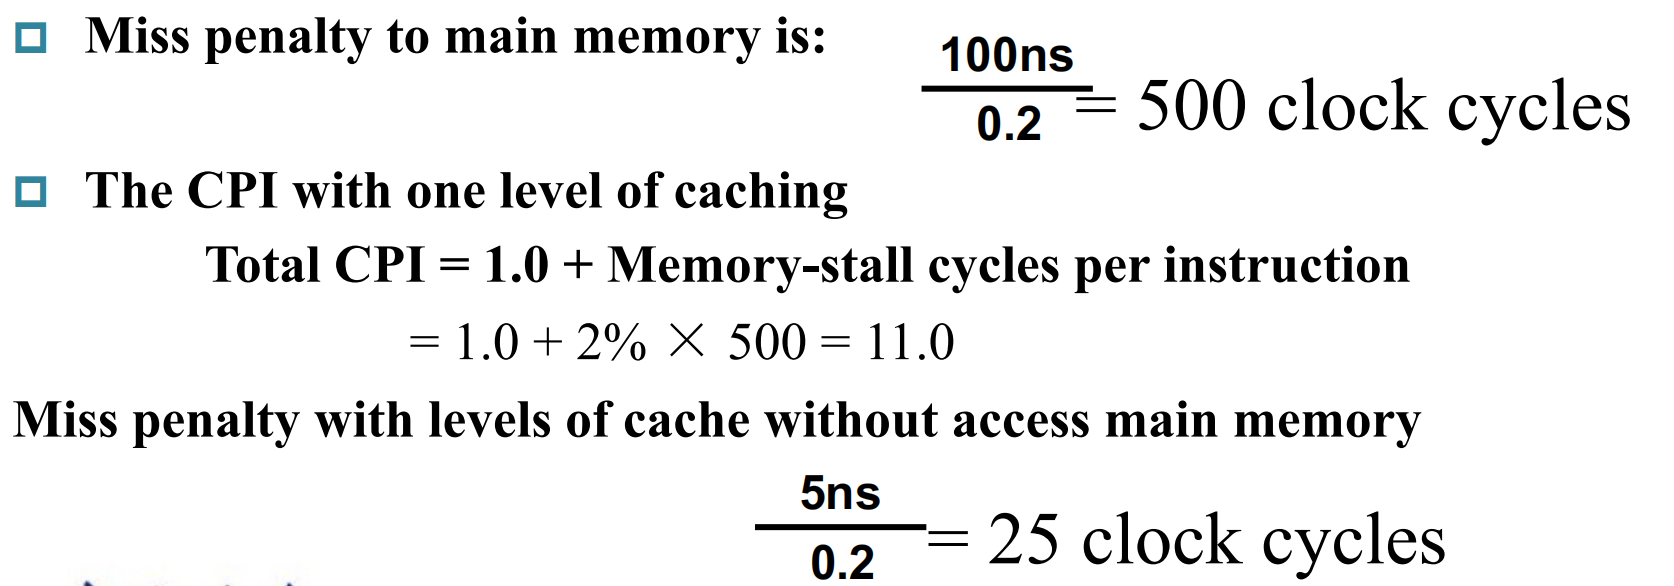 Miss penalty to main memory is:
100ns
0.2
= 500 clock cycles
The CPI with one level of caching
Total CPI = 1.0 + Memory-stall cycles per instruction
= 1.0 + 2% × 500 = 11.0
Miss penalty with levels of cache without access main memory
5ns
0.2
= 25 clock cycles